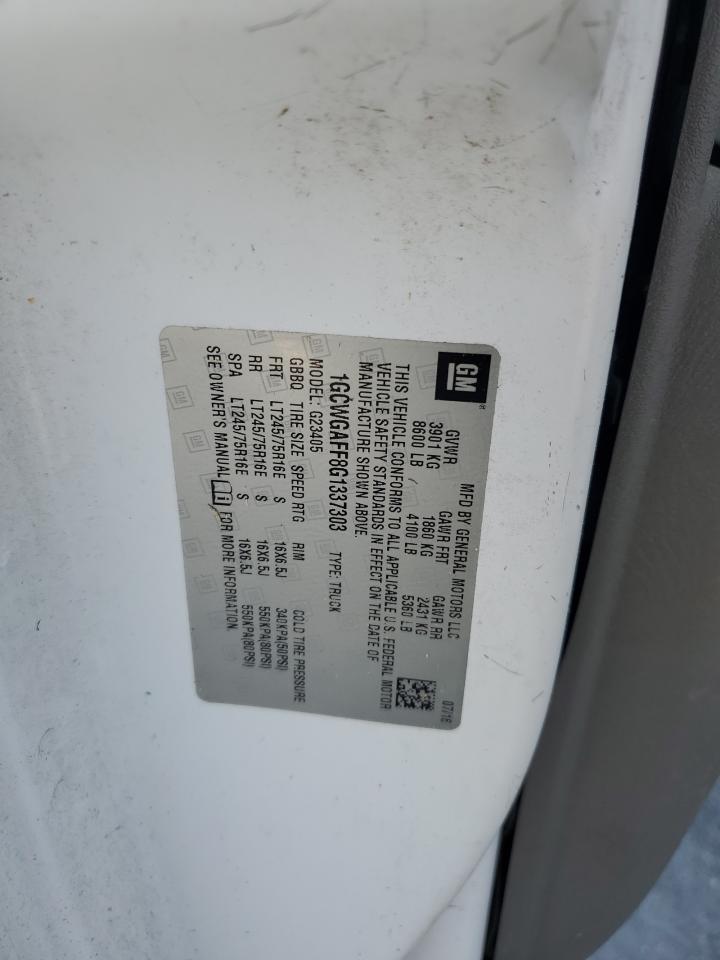 GM
MFD BY GENERAL MOTORS LLC 07/16
GVWR GAWR FRT GAWR RR
3901 KG 1860 KG 2431 KG
8600 LB 4100 LB 5360 LB
THIS VEHICLE CONFORMS TO ALL APPLICABLE U.S. FEDERAL MOTOR
VEHICLE SAFETY STANDARDS IN EFFECT ON THE DATE OF
MANUFACTURE SHOWN ABOVE.
1GCWGAFF8G1337303 TYPE: TRUCK
MODEL: G23405
GBBO TIRE SIZE SPEED RTG RIM COLD TIRE PRESSURE
FRT LT245/75R16E S 16X6.5J 340KPA(50PSI)
RR LT245/75R16E S 16X6.5J 550KPA(80PSI)
SPA LT245/75R16E S 16X6.5J 550KPA(80PSI)
SEE OWNER'S MANUAL FOR MORE INFORMATION.